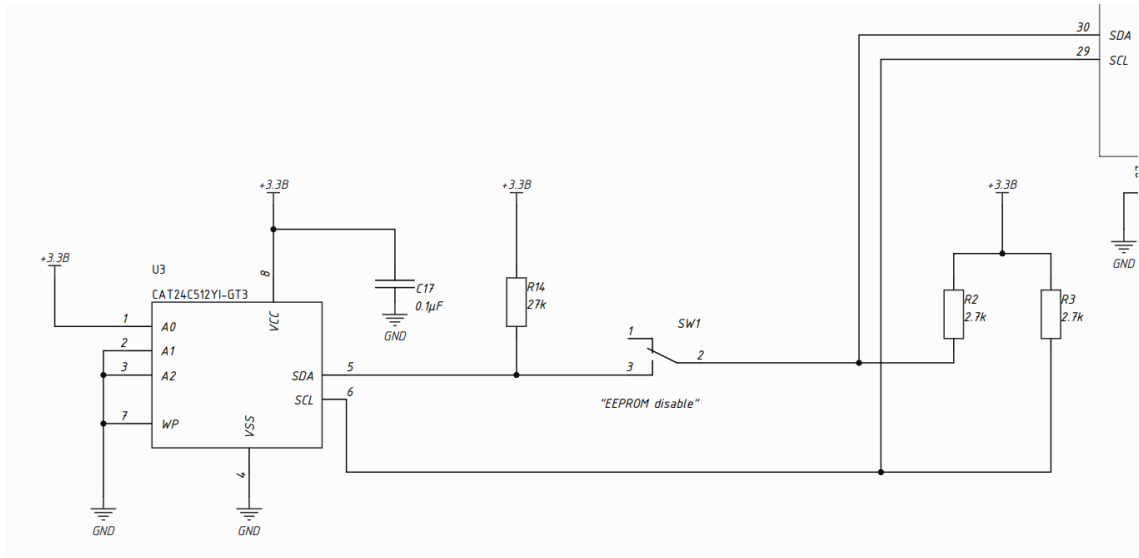 30
SDA
29
SCL
+3.3В
+3.3В
+3.3В
+3.3В
U3
CAT24C512YI-GT3
8
VCC
C17
0.1µF
GND
R14
27k
SW1
R2
2.7k
R3
2.7k
GND
1
A0
2
A1
3
A2
7
WP
SDA
5
SCL
6
VSS
4
1
2
3
"EEPROM disable"
GND
GND